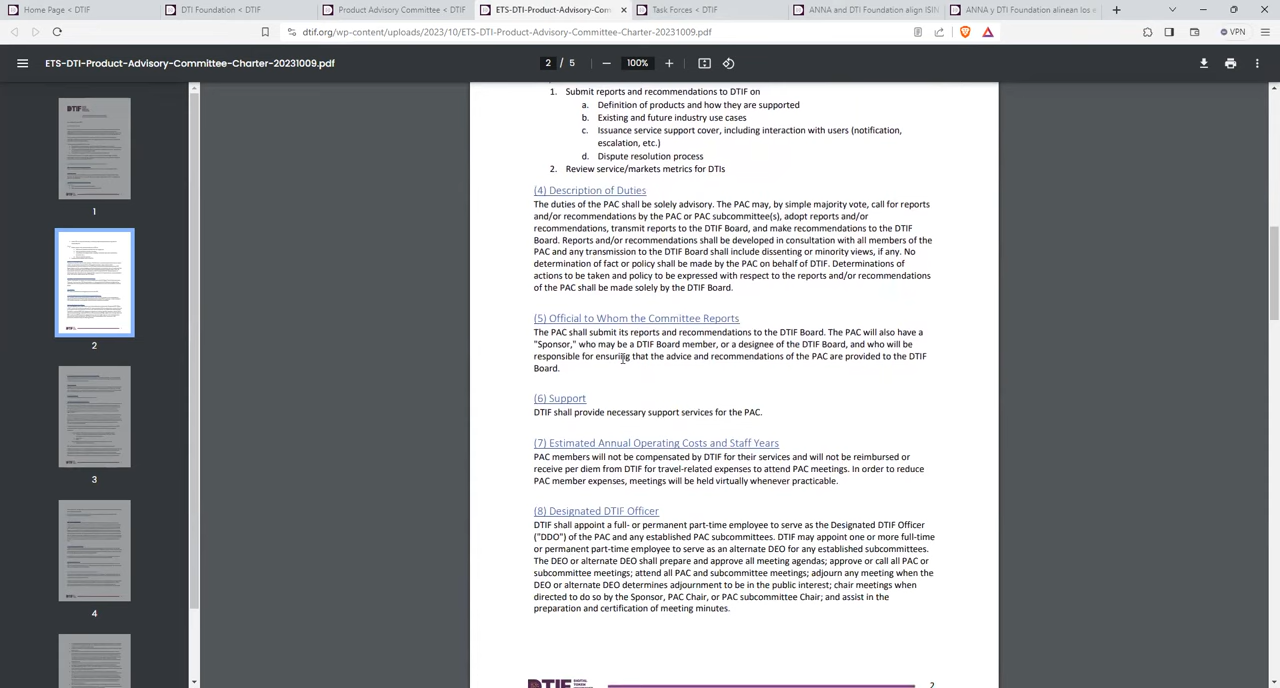 Home Page < DTIF
DTI Foundation < DTIF
Product Advisory Committee < DTIF
ETS-DTI-Product-Advisory-Com
Task Forces < DTIF
ANNA and DTI Foundation align ISIN
ANNA y DTI Foundation alinean los e
dtif.org/wp-content/uploads/2023/10/ETS-DTI-Product-Advisory-Committee-Charter-20231009.pdf
VPN
ETS-DTI-Product-Advisory-Committee-Charter-20231009.pdf
2 / 5
100%
1
2
3
4
1. Submit reports and recommendations to DTIF on
a. Definition of products and how they are supported
b. Existing and future industry use cases
c. Issuance service support cover, including interaction with users (notification,
escalation, etc.)
d. Dispute resolution process
2. Review service/markets metrics for DTIs
(4) Description of Duties
The duties of the PAC shall be solely advisory. The PAC may, by simple majority vote, call for reports
and/or recommendations by the PAC or PAC subcommittee(s), adopt reports and/or
recommendations, transmit reports to the DTIF Board, and make recommendations to the DTIF
Board. Reports and/or recommendations shall be developed in consultation with all members of the
PAC and any transmission to the DTIF Board shall include dissenting or minority views, if any. No
determination of fact or policy shall be made by the PAC on behalf of DTIF. Determinations of
actions to be taken and policy to be expressed with respect to the reports and/or recommendations
of the PAC shall be made solely by the DTIF Board.
(5) Official to Whom the Committee Reports
The PAC shall submit its reports and recommendations to the DTIF Board. The PAC will also have a
"Sponsor," who may be a DTIF Board member, or a designee of the DTIF Board, and who will be
responsible for ensuring that the advice and recommendations of the PAC are provided to the DTIF
Board.
(6) Support
DTIF shall provide necessary support services for the PAC.
(7) Estimated Annual Operating Costs and Staff Years
PAC members will not be compensated by DTIF for their services and will not be reimbursed or
receive per diem from DTIF for travel-related expenses to attend PAC meetings. In order to reduce
PAC member expenses, meetings will be held virtually whenever practicable.
(8) Designated DTIF Officer
DTIF shall appoint a full- or permanent part-time employee to serve as the Designated DTIF Officer
("DDO") of the PAC and any established PAC subcommittees. DTIF may appoint one or more full-time
or permanent part-time employee to serve as an alternate DEO for any established subcommittees.
The DEO or alternate DEO shall prepare and approve all meeting agendas; approve or call all PAC or
subcommittee meetings; attend all PAC and subcommittee meetings; adjourn any meeting when the
DEO or alternate DEO determines adjournment to be in the public interest; chair meetings when
directed to do so by the Sponsor, PAC Chair, or PAC subcommittee Chair; and assist in the
preparation and certification of meeting minutes.
DTIF DIGITAL
TOKEN
2